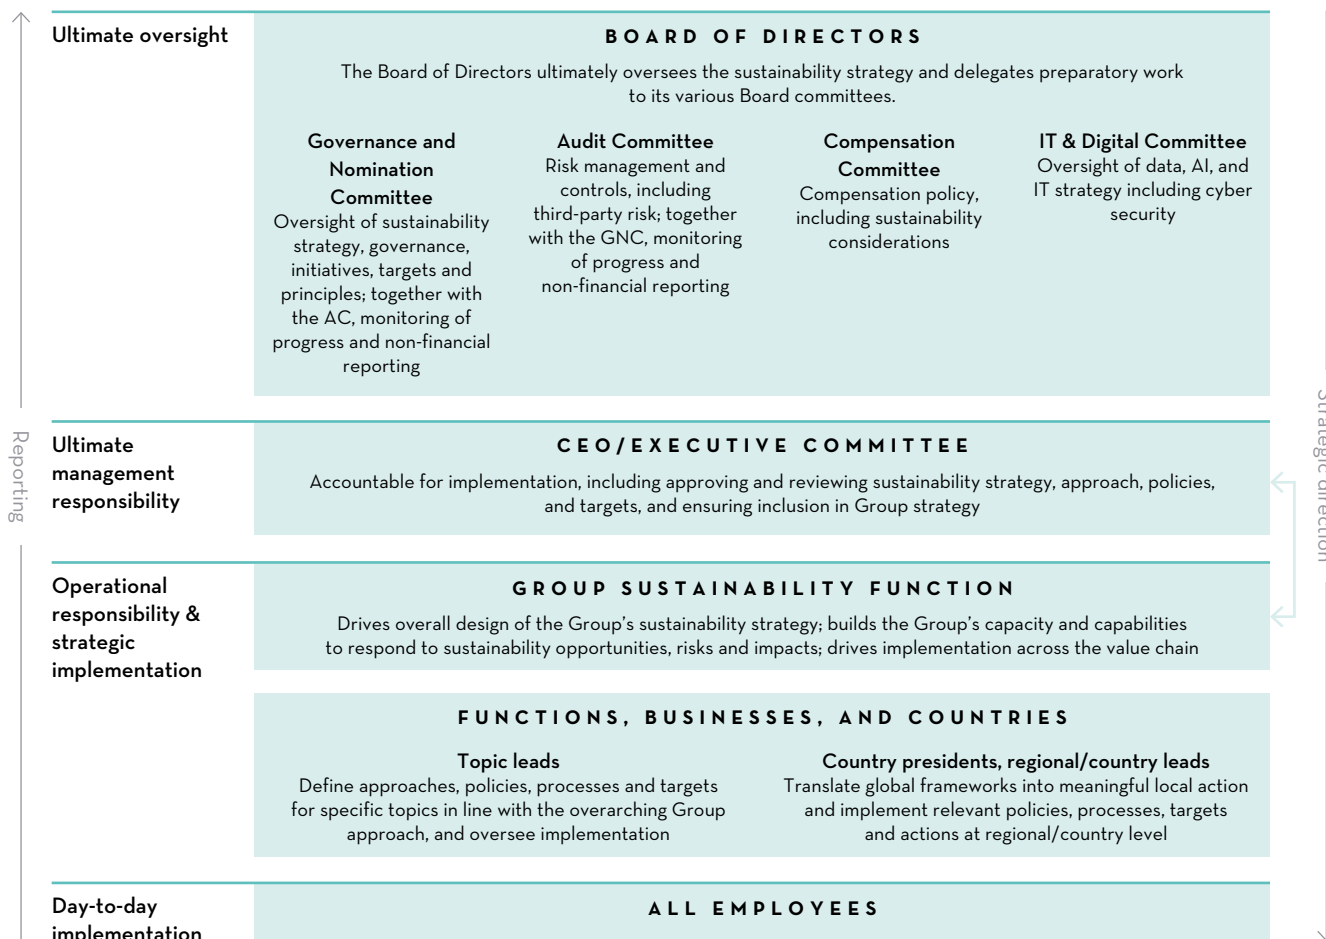 Ultimate oversight
BOARD OF DIRECTORS
The Board of Directors ultimately oversees the sustainability strategy and delegates preparatory work
to its various Board committees.
Governance and
Nomination
Committee
Oversight of sustainability
strategy, governance,
initiatives, targets and
principles; together with
the AC, monitoring of
progress and non-financial
reporting
Audit Committee
Risk management and
controls, including
third-party risk; together
with the GNC, monitoring
of progress and
non-financial reporting
Compensation
Committee
Compensation policy,
including sustainability
considerations
IT & Digital Committee
Oversight of data, AI, and
IT strategy including cyber
security
Reporting
Strategic direction
Ultimate
management
responsibility
CEO/EXECUTIVE COMMITTEE
Accountable for implementation, including approving and reviewing sustainability strategy, approach, policies,
and targets, and ensuring inclusion in Group strategy
Operational
responsibility &
strategic
implementation
GROUP SUSTAINABILITY FUNCTION
Drives overall design of the Group's sustainability strategy; builds the Group's capacity and capabilities
to respond to sustainability opportunities, risks and impacts; drives implementation across the value chain
FUNCTIONS, BUSINESSES, AND COUNTRIES
Topic leads
Define approaches, policies, processes and targets
for specific topics in line with the overarching Group
approach, and oversee implementation
Country presidents, regional/country leads
Translate global frameworks into meaningful local action
and implement relevant policies, processes, targets
and actions at regional/country level
Day-to-day
implementation
ALL EMPLOYEES